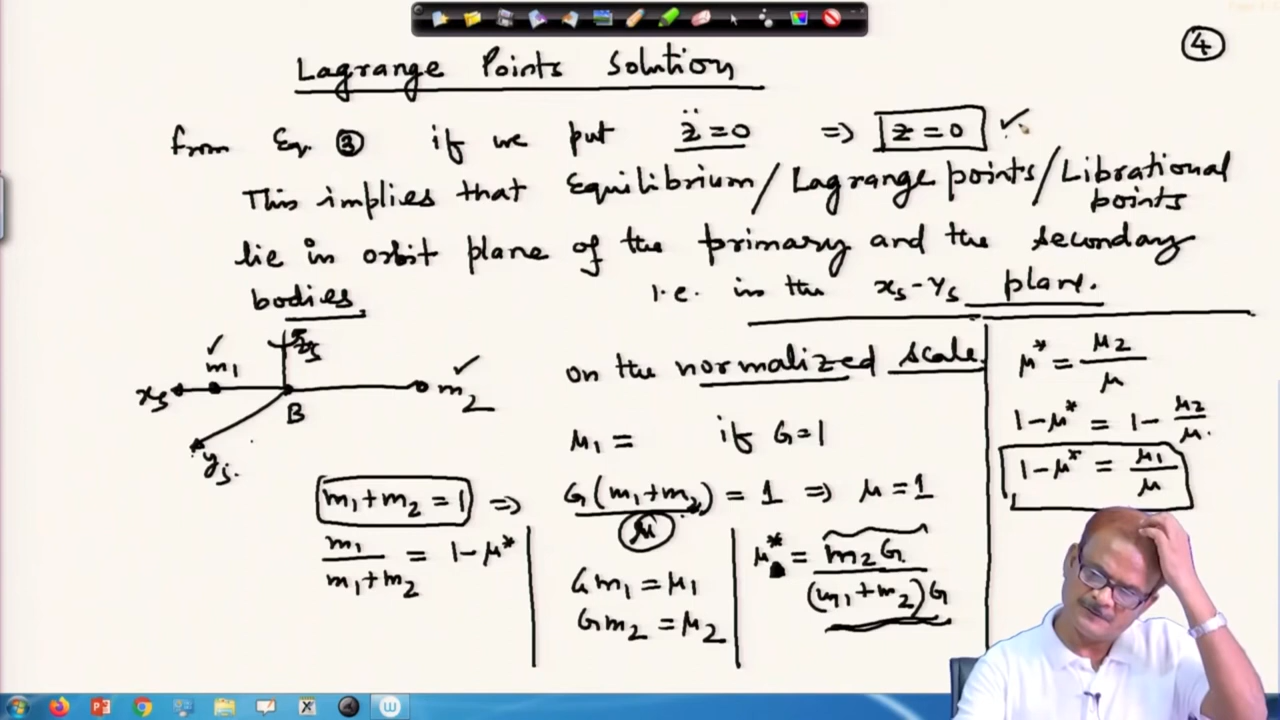 Lagrange Points Solution
④
from Eq. ③ if we put z̈ = 0 ⇒ z = 0 ✓
This implies that Equilibrium/Lagrange points/Librational points
lie in orbit plane of the primary and the secondary
bodies. i.e. in the xₛ-yₛ plane.
✓ m₁
xₛ
B
✓ m₂
yₛ
on the normalized scale.
μ₁ = if G=1
m₁+m₂ = 1 ⇒ G(m₁+m₂) = 1 ⇒ μ=1
μ
m₁/(m₁+m₂) = 1-μ*
Gm₁ = μ₁
Gm₂ = μ₂
μ* = m₂G/((m₁+m₂)G)
μ* = μ₂/μ
1-μ* = 1 - μ₂/μ.
1-μ* = μ₁/μ